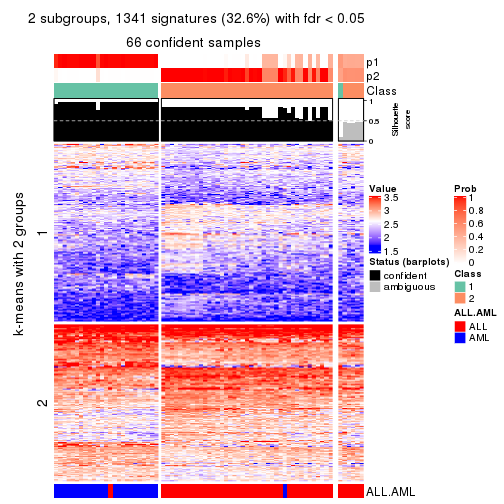 2 subgroups, 1341 signatures (32.6%) with fdr < 0.05
66 confident samples
p1
p2
Class
1
0.5
0
Silhouette
score
k-means with 2 groups
1
2
ALL.AML
Value
3.5
3
2.5
2
1.5
Status (barplots)
confident
ambiguous
Prob
1
0.8
0.6
0.4
0.2
0
Class
1
2
ALL.AML
ALL
AML